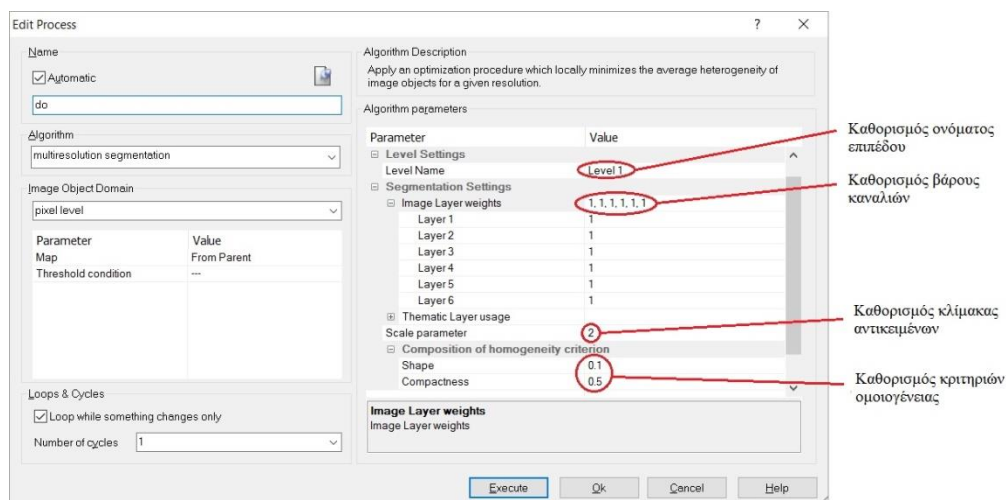 Edit Process
?
×
Name
Automatic
do
Algorithm
multiresolution segmentation
Image Object Domain
pixel level
Parameter Value
Map From Parent
Threshold condition ---
Loops & Cycles
Loop while something changes only
Number of cycles 1
Algorithm Description
Apply an optimization procedure which locally minimizes the average heterogeneity of
image objects for a given resolution.
Algorithm parameters
Parameter Value
Level Settings
Level Name Level 1
Segmentation Settings
Image Layer weights 1, 1, 1, 1, 1, 1
Layer 1 1
Layer 2 1
Layer 3 1
Layer 4 1
Layer 5 1
Layer 6 1
Thematic Layer usage
Scale parameter 2
Composition of homogeneity criterion
Shape 0.1
Compactness 0.5
Image Layer weights
Image Layer weights
Execute Ok Cancel Help
Καθορισμός ονόματος
επιπέδου
Καθορισμός βάρους
καναλιών
Καθορισμός κλίμακας
αντικειμένων
Καθορισμός κριτηριών
ομοιογένειας